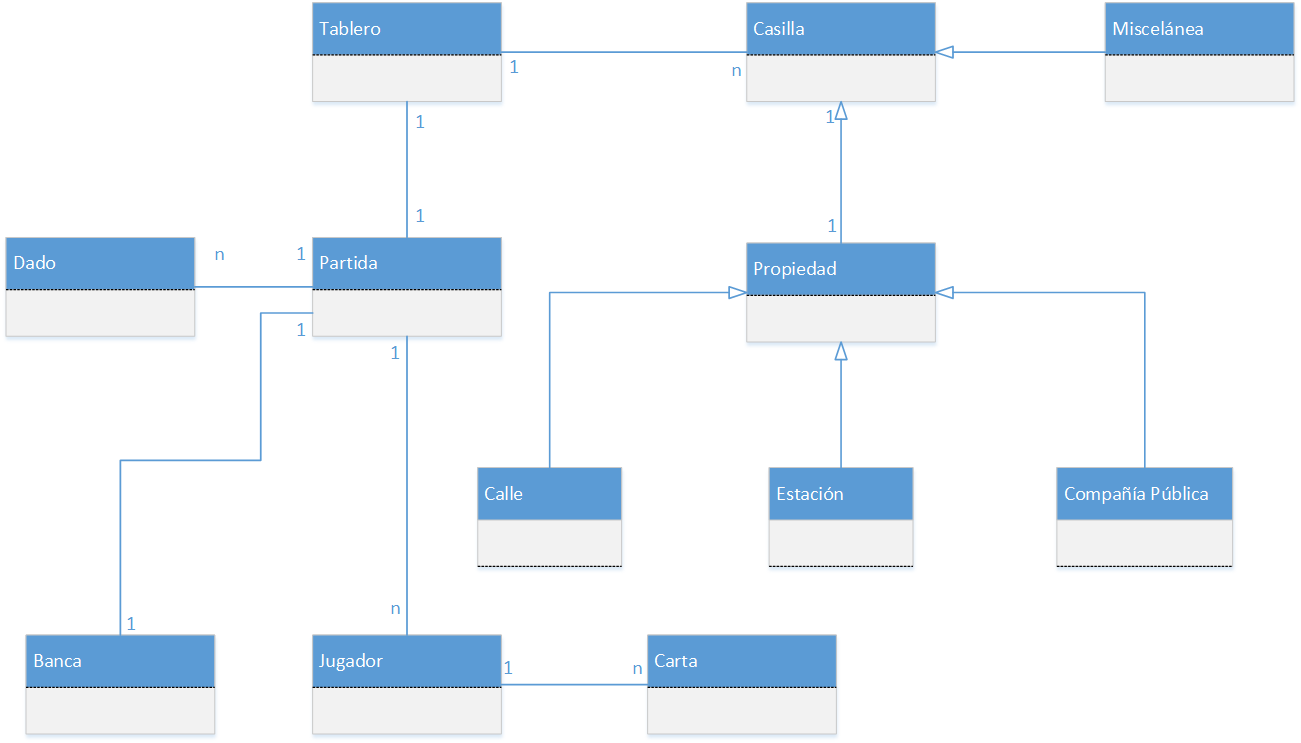 Tablero
Casilla
Miscelánea
1
n
1
1
1
1
Dado
n
1
Partida
Propiedad
1
1
Calle
Estación
Compañía Pública
n
1
Banca
Jugador
1
n
Carta